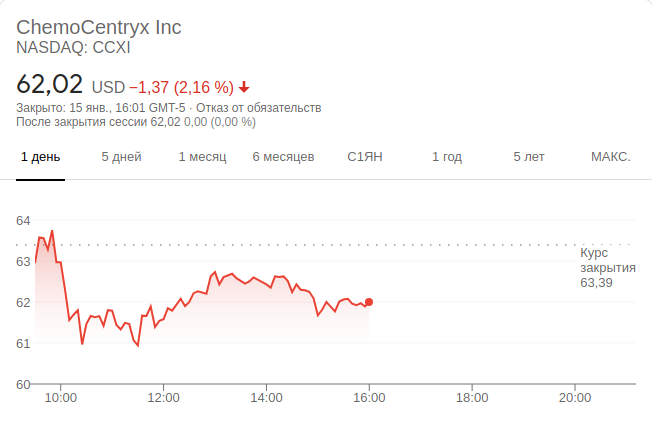 ChemoCentryx Inc
NASDAQ: CCXI
62,02 USD −1,37 (2,16 %)
Закрыто: 15 янв., 16:01 GMT-5 · Отказ от обязательств
После закрытия сессии 62,02 0,00 (0,00 %)
1 день 5 дней 1 месяц 6 месяцев С1ЯН 1 год 5 лет МАКС.
64
Курс
63
закрытия
63,39
62
61
60
10:00 12:00 14:00 16:00 18:00 20:00